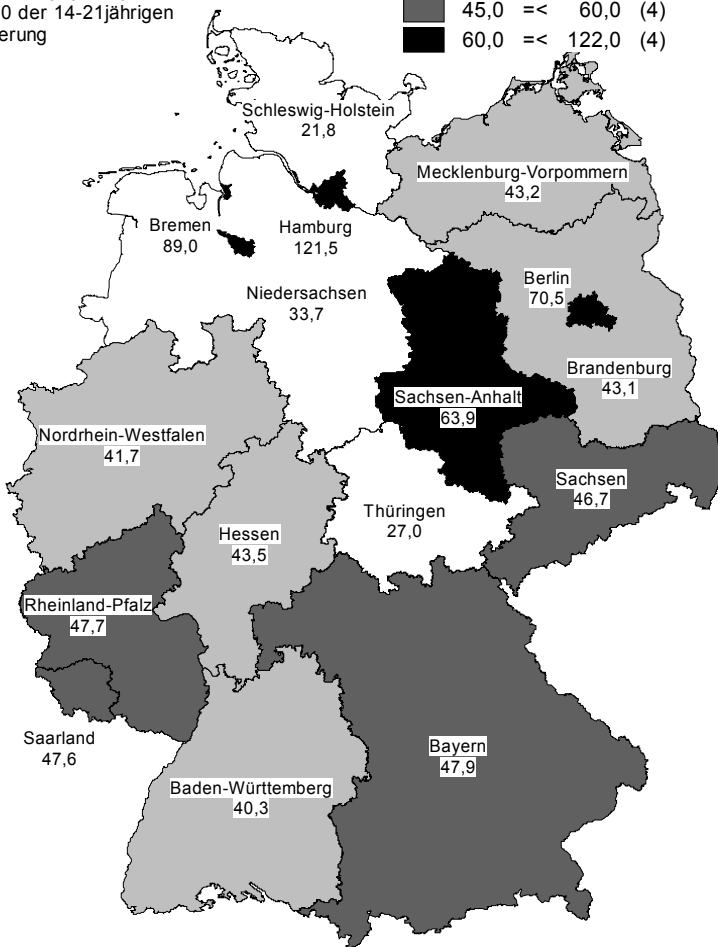 0 der 14-21jährigen
erung
45,0 =< 60,0 (4)
60,0 =< 122,0 (4)
Schleswig-Holstein
21,8
Mecklenburg-Vorpommern
43,2
Bremen
89,0
Hamburg
121,5
Berlin
70,5
Niedersachsen
33,7
Brandenburg
43,1
Sachsen-Anhalt
63,9
Nordrhein-Westfalen
41,7
Sachsen
46,7
Thüringen
27,0
Hessen
43,5
Rheinland-Pfalz
47,7
Saarland
47,6
Bayern
47,9
Baden-Württemberg
40,3